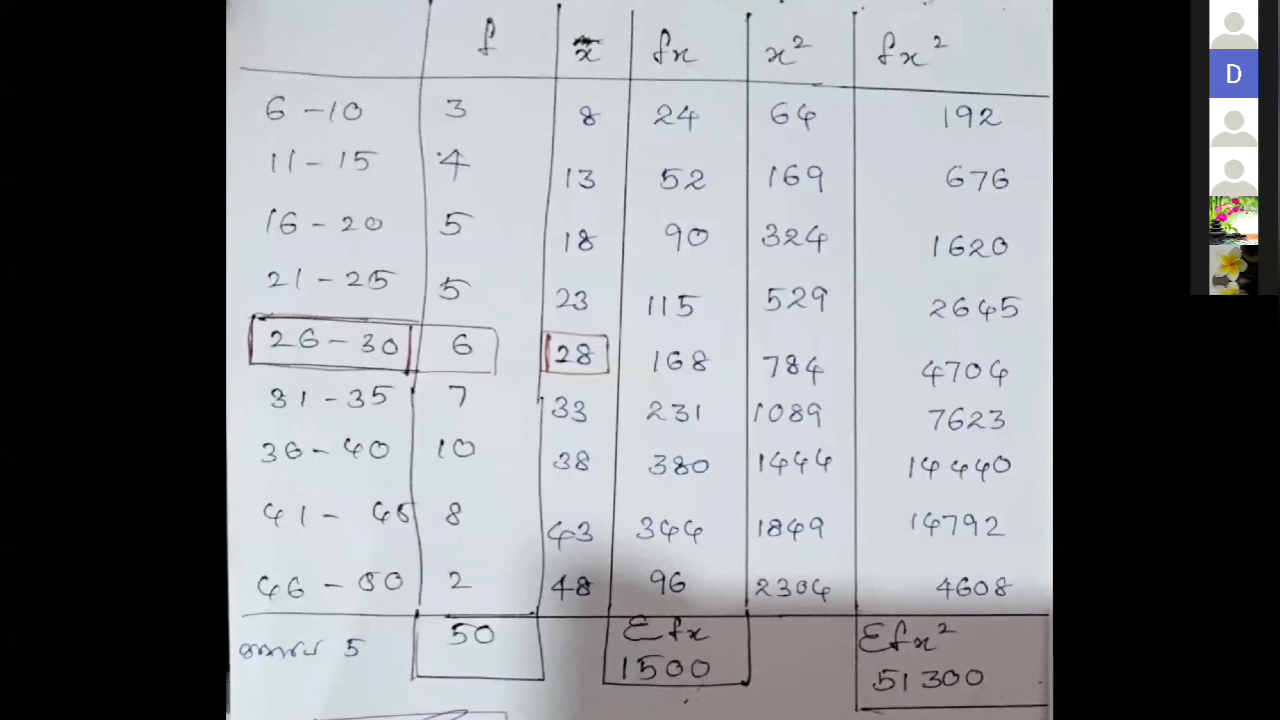 f x fx x² fx²
6 - 10 3 8 24 64 192
11 - 15 4 13 52 169 676
16 - 20 5 18 90 324 1620
21 - 25 5 23 115 529 2645
26 - 30 6 28 168 784 4704
31 - 35 7 33 231 1089 7623
36 - 40 10 38 380 1444 14440
41 - 45 8 43 344 1849 14792
46 - 50 2 48 96 2304 4608
5 50 Σfx Σfx²
1500 51300
D